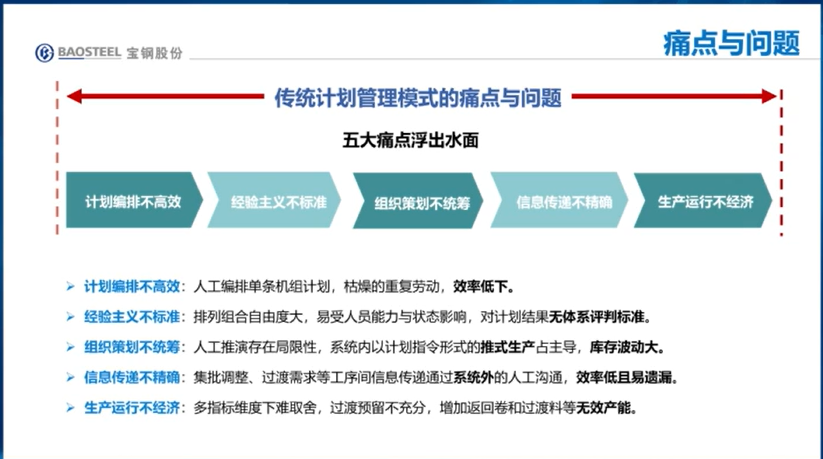 BAOSTEEL 宝钢股份
痛点与问题
传统计划管理模式的痛点与问题
五大痛点浮出水面
计划编排不高效
经验主义不标准
组织策划不统筹
信息传递不精确
生产运行不经济
➢ 计划编排不高效：人工编排单条机组计划，枯燥的重复劳动，效率低下。
➢ 经验主义不标准：排列组合自由度大，易受人员能力与状态影响，对计划结果无体系评判标准。
➢ 组织策划不统筹：人工推演存在局限性，系统内以计划指令形式的推式生产占主导，库存波动大。
➢ 信息传递不精确：集批调整、过渡需求等工序间信息传递通过系统外的人工沟通，效率低且易遗漏。
➢ 生产运行不经济：多指标维度下难取舍，过渡预留不充分，增加返回卷和过渡料等无效产能。